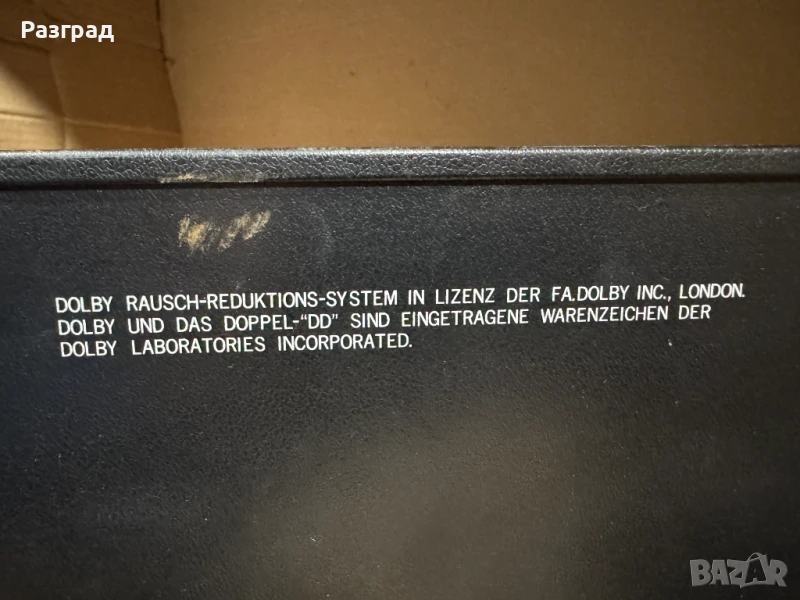 Разград
DOLBY RAUSCH-REDUKTIONS-SYSTEM IN LIZENZ DER FA.DOLBY INC., LONDON.
DOLBY UND DAS DOPPEL-“DD” SIND EINGETRAGENE WARENZEICHEN DER
DOLBY LABORATORIES INCORPORATED.
BAZAR